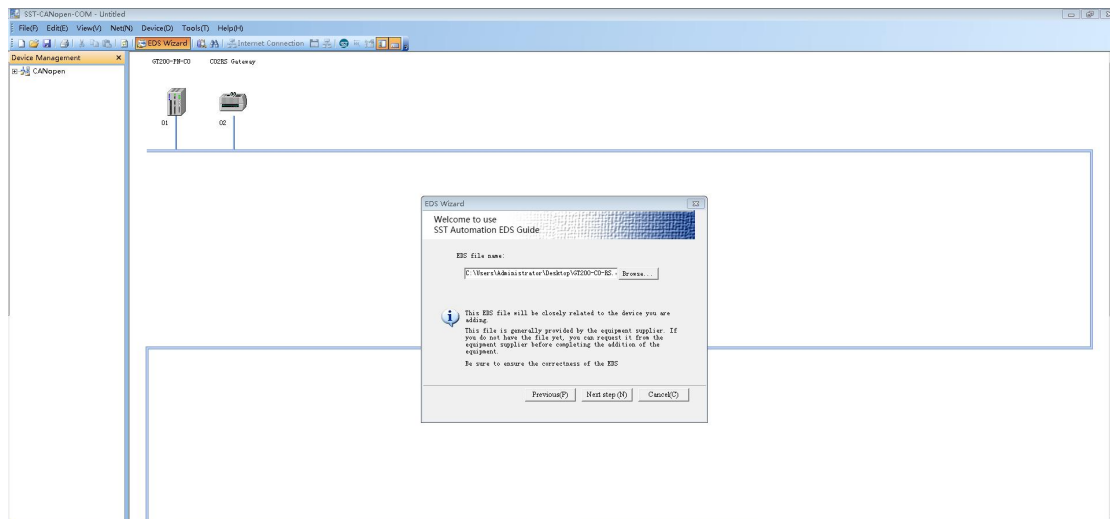 SST-CANopen-COM - Untitled
File(F) Edit(E) View(V) Net(N) Device(D) Tools(T) Help(H)
EDS Wizard Internet Connection
Device Management
CANopen
GT200-PN-CO CO2RS Gateway
01 02
EDS Wizard
Welcome to use
SST Automation EDS Guide
EDS file name:
C:\Users\Administrator\Desktop\GT200-CO-RS. Browse...
This EDS file will be closely related to the device you are
adding.
This file is generally provided by the equipment supplier. If
you do not have the file yet, you can request it from the
equipment supplier before completing the addition of the
equipment.
Be sure to ensure the correctness of the EDS
Previous(P) Next step(N) Cancel(C)